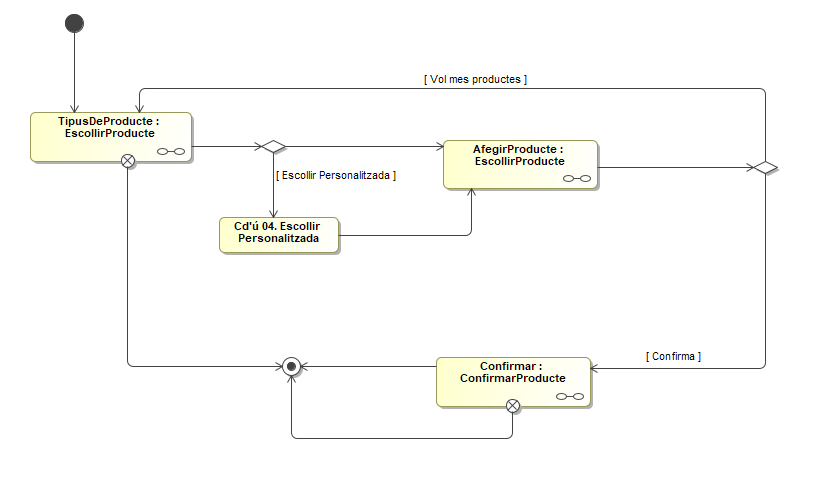 [ Vol mes productes ]
TipusDeProducte :
EscollirProducte
AfegirProducte :
EscollirProducte
[ Escollir Personalitzada ]
Cd'ú 04. Escollir
Personalitzada
[ Confirma ]
Confirmar :
ConfirmarProducte